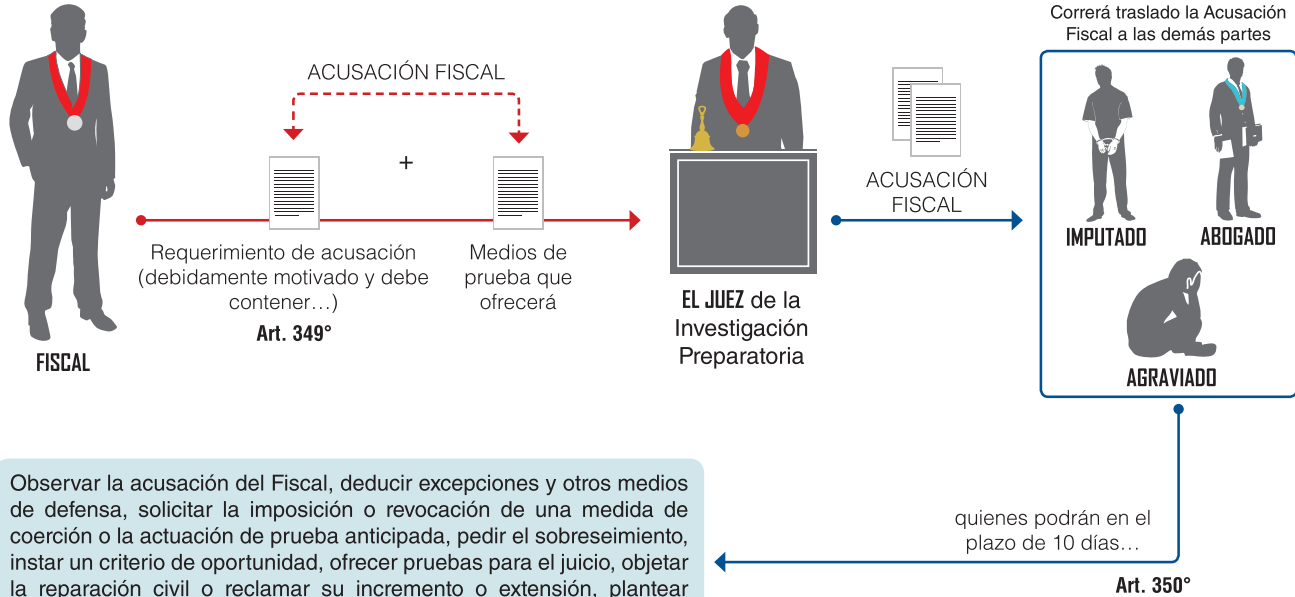 FISCAL
ACUSACIÓN FISCAL
+
Requerimiento de acusación
(debidamente motivado y debe
contener…)
Art. 349°
Medios de
prueba que
ofrecerá
EL JUEZ de la
Investigación
Preparatoria
ACUSACIÓN
FISCAL
Correrá traslado la Acusación
Fiscal a las demás partes
IMPUTADO
ABOGADO
AGRAVIADO
quienes podrán en el
plazo de 10 días…
Art. 350°
Observar la acusación del Fiscal, deducir excepciones y otros medios
de defensa, solicitar la imposición o revocación de una medida de
coerción o la actuación de prueba anticipada, pedir el sobreseimiento,
instar un criterio de oportunidad, ofrecer pruebas para el juicio, objetar
la reparación civil o reclamar su incremento o extensión, plantear